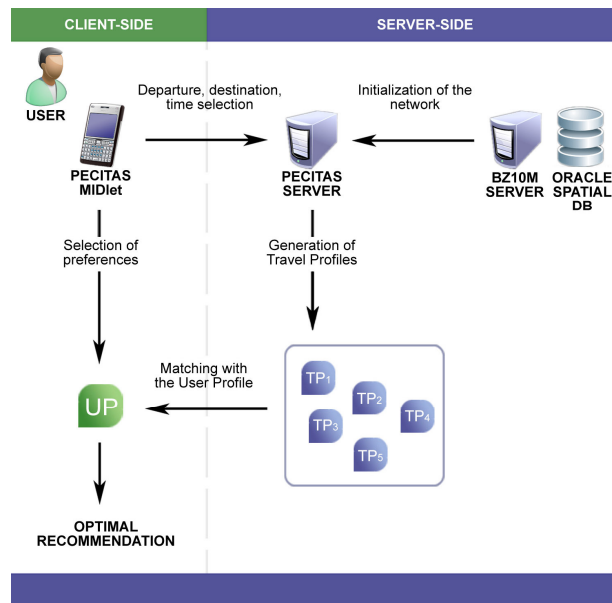 CLIENT-SIDE
SERVER-SIDE
USER
Departure, destination,
time selection
Initialization of the
network
PECITAS
MIDlet
PECITAS
SERVER
BZ10M
SERVER
ORACLE
SPATIAL
DB
Selection of
preferences
Generation of
Travel Profiles
Matching with
the User Profile
UP
TP1
TP2
TP3
TP4
TP5
OPTIMAL
RECOMMENDATION